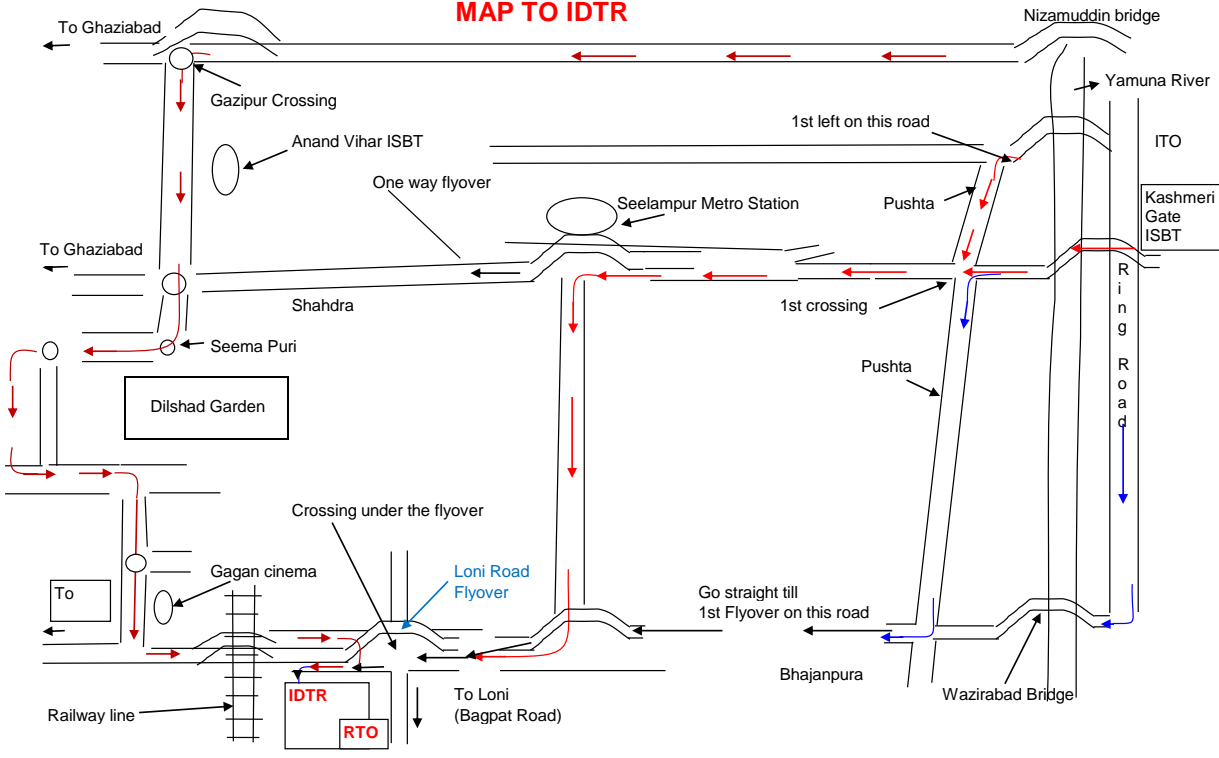 MAP TO IDTR
Nizamuddin bridge
To Ghaziabad
Yamuna River
Gazipur Crossing
1st left on this road
Anand Vihar ISBT
ITO
One way flyover
Seelampur Metro Station
Pushta
Kashmeri
Gate
ISBT
To Ghaziabad
Ring Road
Shahdra
1st crossing
Seema Puri
Pushta
Dilshad Garden
Crossing under the flyover
Gagan cinema
Loni Road
Flyover
To
Go straight till
1st Flyover on this road
Bhajanpura
IDTR
To Loni
(Bagpat Road)
Wazirabad Bridge
Railway line
RTO